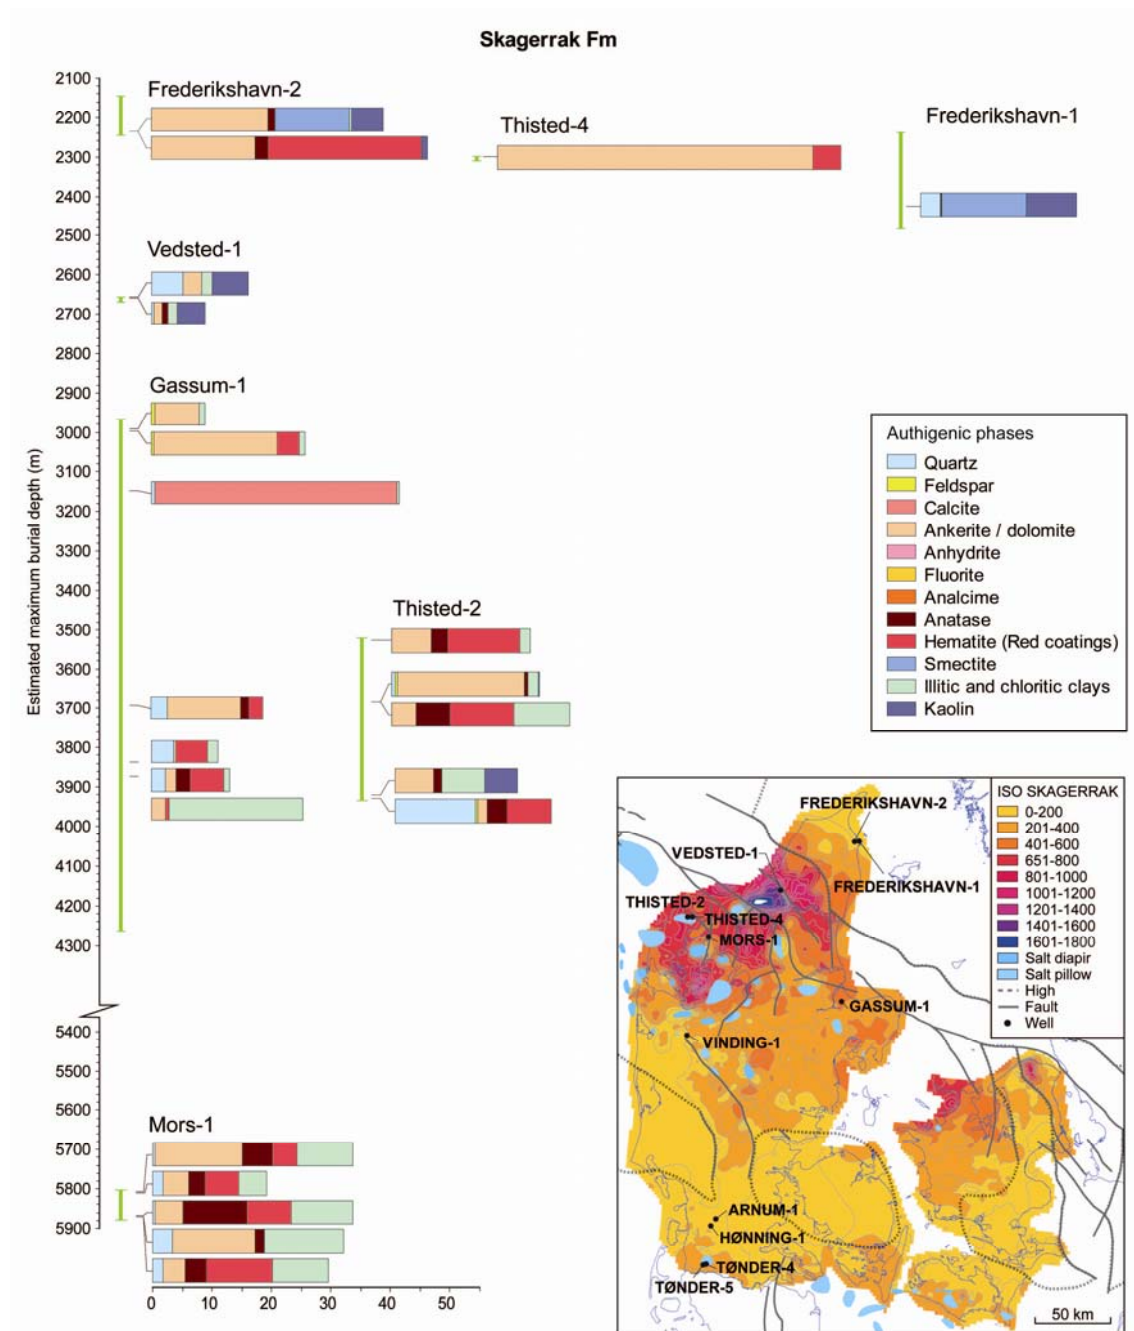 Skagerrak Fm
Estimated maximum burial depth (m)
2100
2200
2300
2400
2500
2600
2700
2800
2900
3000
3100
3200
3300
3400
3500
3600
3700
3800
3900
4000
4100
4200
4300
5400
5500
5600
5700
5800
5900
Frederikshavn-2
Thisted-4
Frederikshavn-1
Vedsted-1
Gassum-1
Thisted-2
Mors-1
0 10 20 30 40 50
Authigenic phases
Quartz
Feldspar
Calcite
Ankerite / dolomite
Anhydrite
Fluorite
Analcime
Anatase
Hematite (Red coatings)
Smectite
Illitic and chloritic clays
Kaolin
ISO SKAGERRAK
0-200
201-400
401-600
651-800
801-1000
1001-1200
1201-1400
1401-1600
1601-1800
Salt diapir
Salt pillow
High
Fault
Well
FREDERIKSHAVN-2
VEDSTED-1
FREDERIKSHAVN-1
THISTED-2
THISTED-4
MORS-1
GASSUM-1
VINDING-1
ARNUM-1
HØNNING-1
TØNDER-4
TØNDER-5
50 km